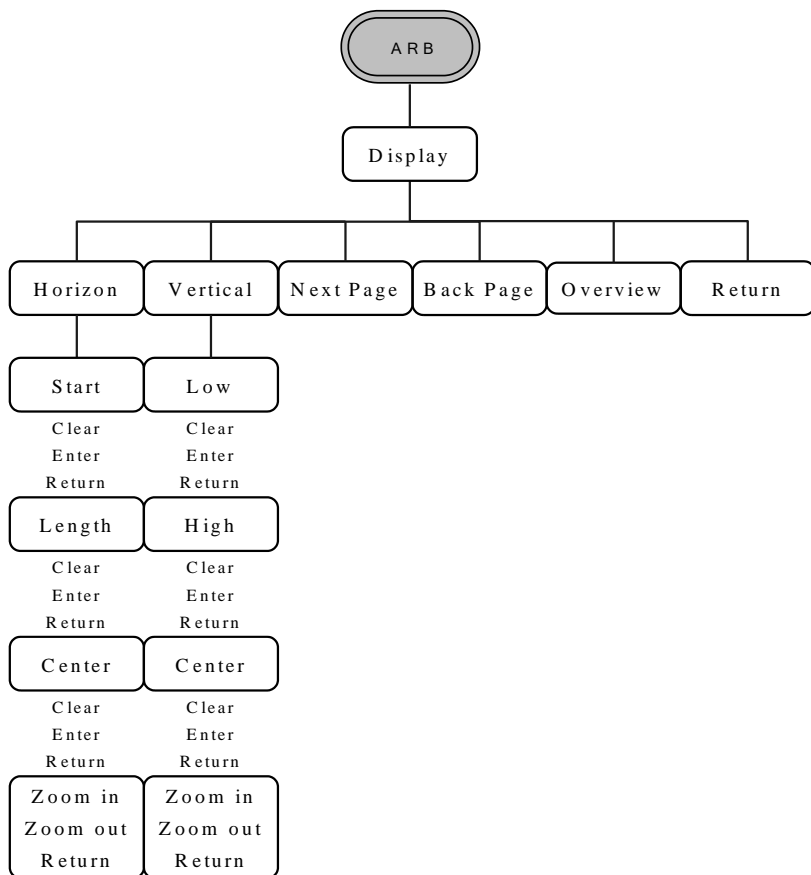 ARB
Display
Horizon
Vertical
Next Page
Back Page
Overview
Return
Start
Clear
Enter
Return
Length
Clear
Enter
Return
Center
Clear
Enter
Return
Zoom in
Zoom out
Return
Low
Clear
Enter
Return
High
Clear
Enter
Return
Center
Clear
Enter
Return
Zoom in
Zoom out
Return